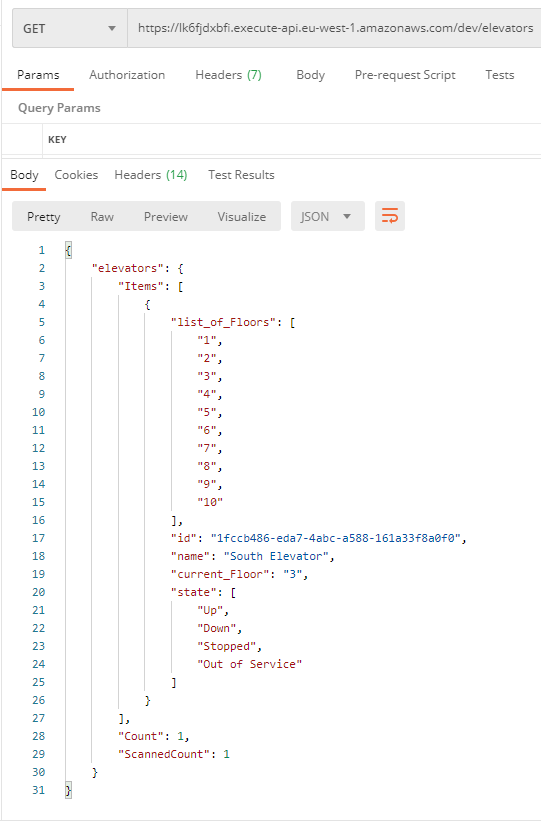 GET https://lk6fjdxbfi.execute-api.eu-west-1.amazonaws.com/dev/elevators
Params Authorization Headers (7) Body Pre-request Script Tests
Query Params
KEY
Body Cookies Headers (14) Test Results
Pretty Raw Preview Visualize JSON
1 {
2 "elevators": {
3 "Items": [
4 {
5 "list_of_Floors": [
6 "1",
7 "2",
8 "3",
9 "4",
10 "5",
11 "6",
12 "7",
13 "8",
14 "9",
15 "10"
16 ],
17 "id": "1fccb486-eda7-4abc-a588-161a33f8a0f0",
18 "name": "South Elevator",
19 "current_Floor": "3",
20 "state": [
21 "Up",
22 "Down",
23 "Stopped",
24 "Out of Service"
25 ]
26 }
27 ],
28 "Count": 1,
29 "ScannedCount": 1
30 }
31 }